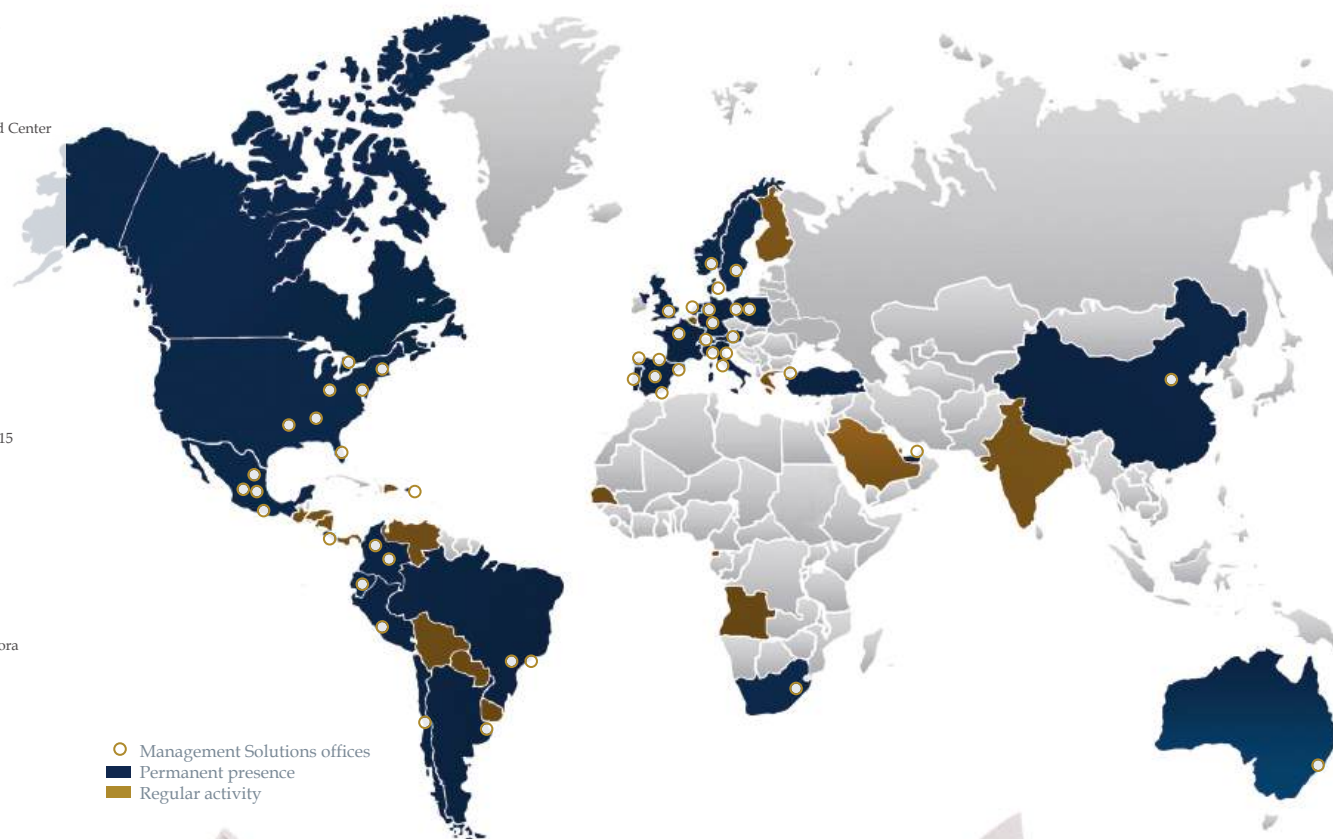 d Center
15
ora
Management Solutions offices
Permanent presence
Regular activity